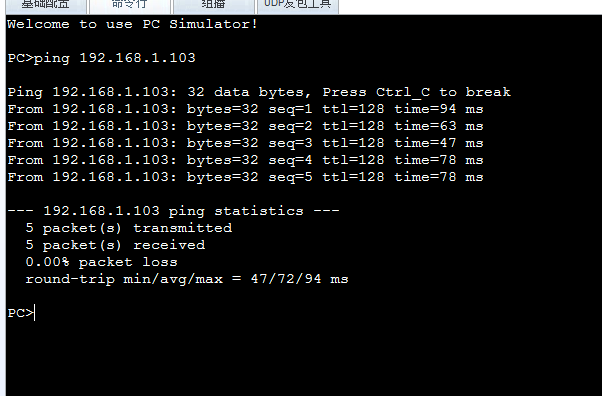 基础配置 命令行 组播 UDP发包工具
Welcome to use PC Simulator!
PC>ping 192.168.1.103
Ping 192.168.1.103: 32 data bytes, Press Ctrl_C to break
From 192.168.1.103: bytes=32 seq=1 ttl=128 time=94 ms
From 192.168.1.103: bytes=32 seq=2 ttl=128 time=63 ms
From 192.168.1.103: bytes=32 seq=3 ttl=128 time=47 ms
From 192.168.1.103: bytes=32 seq=4 ttl=128 time=78 ms
From 192.168.1.103: bytes=32 seq=5 ttl=128 time=78 ms
--- 192.168.1.103 ping statistics ---
5 packet(s) transmitted
5 packet(s) received
0.00% packet loss
round-trip min/avg/max = 47/72/94 ms
PC>